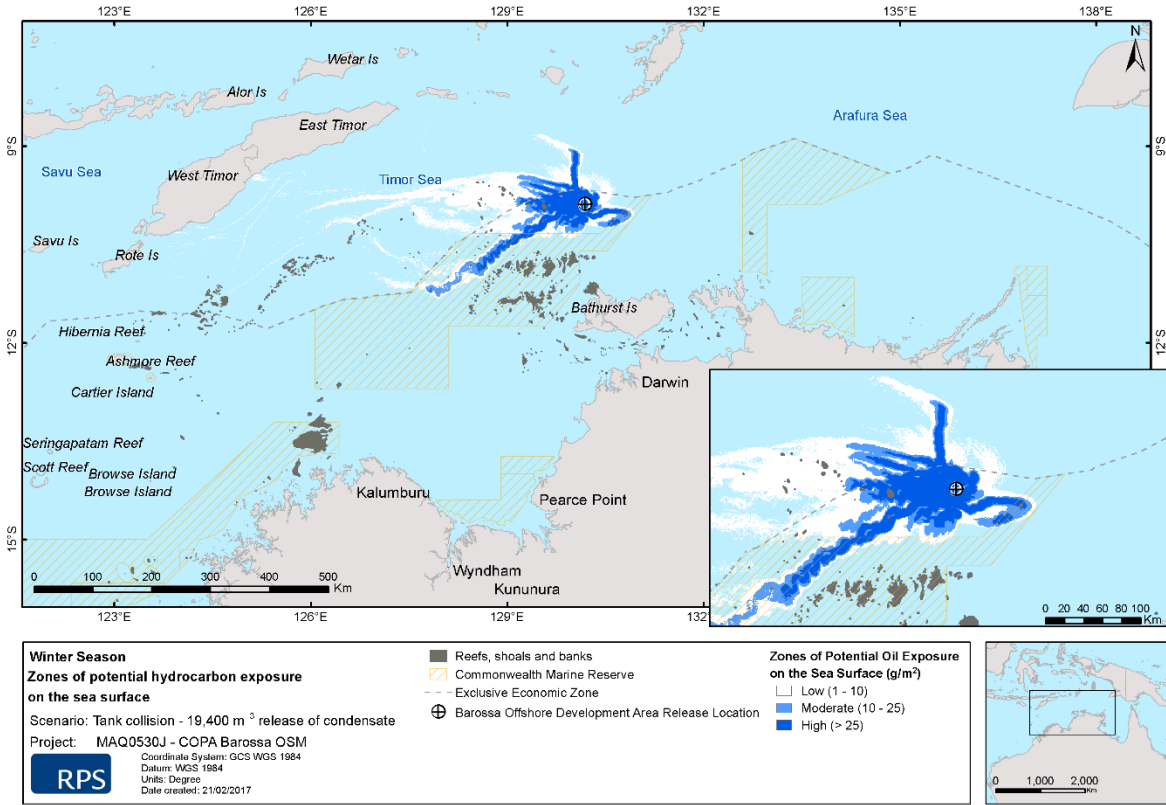 123°E
126°E
129°E
132°E
135°E
138°E
N
Wetar Is
Alor Is
East Timor
Arafura Sea
9°S
9°S
Savu Sea
West Timor
Timor Sea
Savu Is
Rote Is
Bathurst Is
Hibernia Reef
12°S
12°S
Ashmore Reef
Darwin
Cartier Island
Seringapatam Reef
Scott Reef
Browse Island
Browse Island
Kalumburu
Pearce Point
15°S
Wyndham
Kununura
0 100 200 300 400 500
Km
0 20 40 60 80 100
Km
123°E
126°E
129°E
132°
Winter Season
Zones of potential hydrocarbon exposure
on the sea surface
Scenario: Tank collision - 19,400 m³ release of condensate
Project: MAQ0530J - COPA Barossa OSM
RPS
Coordinate System: GCS WGS 1984
Datum: WGS 1984
Units: Degree
Date created: 21/02/2017
Reefs, shoals and banks
Commonwealth Marine Reserve
Exclusive Economic Zone
Barossa Offshore Development Area Release Location
Zones of Potential Oil Exposure
on the Sea Surface (g/m²)
Low (1 - 10)
Moderate (10 - 25)
High (> 25)
0 1,000 2,000
Km